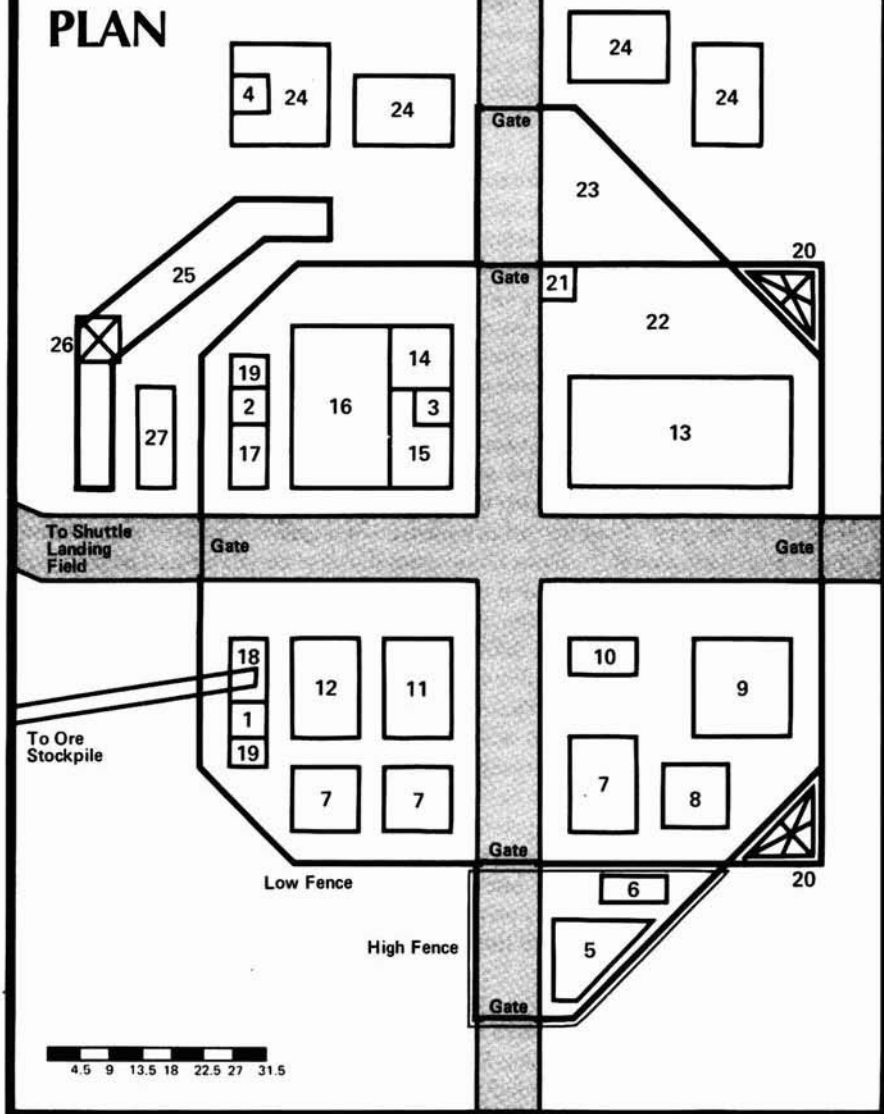 PLAN
24
4
24
24
24
Gate
23
20
Gate
21
25
22
26
14
19
2
16
3
13
27
17
15
To Shuttle
Landing
Field
Gate
Gate
18
10
12
11
9
1
To Ore
Stockpile
19
7
7
7
8
Gate
Low Fence
6
20
High Fence
5
Gate
4.5 9 13.5 18 22.5 27 31.5